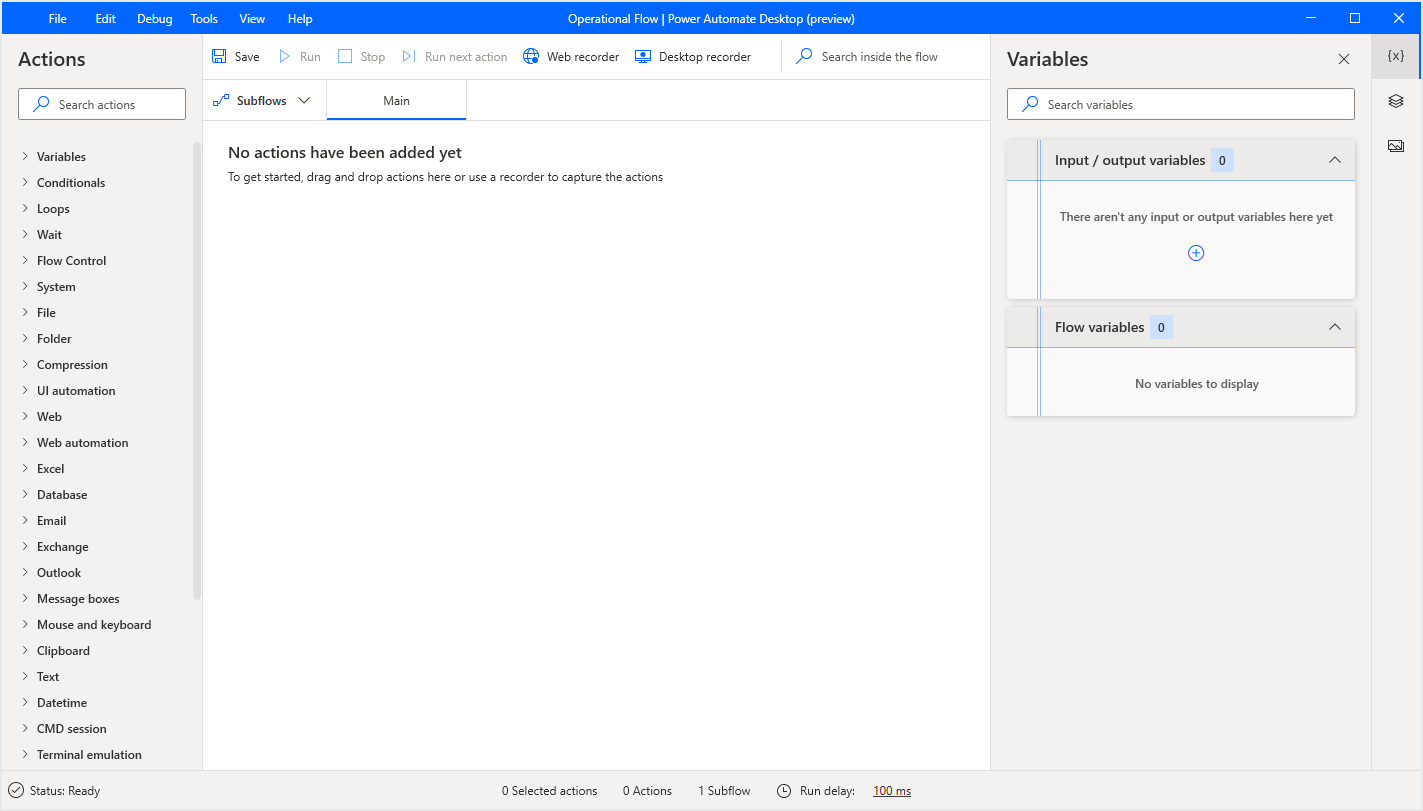 File Edit Debug Tools View Help
Operational Flow | Power Automate Desktop (preview)
Actions
Search actions
Variables
Conditionals
Loops
Wait
Flow Control
System
File
Folder
Compression
UI automation
Web
Web automation
Excel
Database
Email
Exchange
Outlook
Message boxes
Mouse and keyboard
Clipboard
Text
Datetime
CMD session
Terminal emulation
Save Run Stop Run next action Web recorder Desktop recorder Search inside the flow
Subflows Main
No actions have been added yet
To get started, drag and drop actions here or use a recorder to capture the actions
Variables
{x}
Search variables
Input / output variables 0
There aren't any input or output variables here yet
Flow variables 0
No variables to display
Status: Ready 0 Selected actions 0 Actions 1 Subflow Run delay: 100 ms